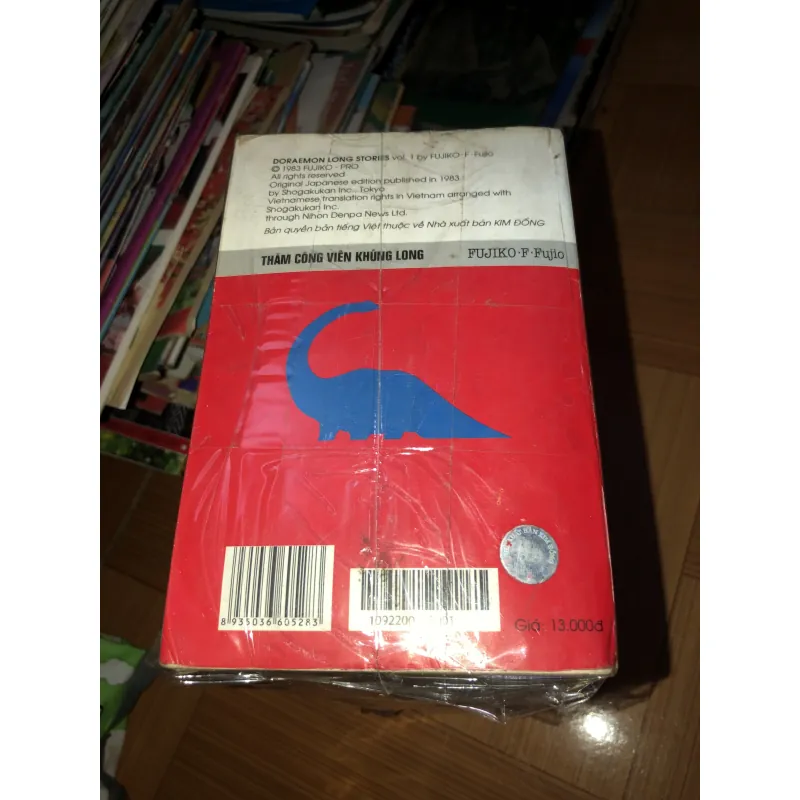 DORAEMON LONG STORIES vol. 1 by FUJIKO·F·Fujio
© 1983 FUJIKO - PRO
All rights reserved
Original Japanese edition published in 1983
by Shogakukan Inc., Tokyo
Vietnamese translation rights in Vietnam arranged with
Shogakukan Inc.
through Nihon Denpa News Ltd.
Bản quyền bản tiếng Việt thuộc về Nhà xuất bản KIM ĐỒNG
THĂM CÔNG VIÊN KHỦNG LONG FUJIKO·F·Fujio
8 935036 605283
1092200
01
Giá: 13.000đ